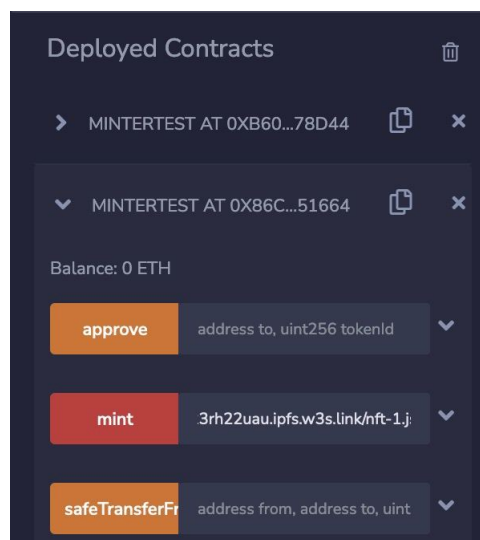 Deployed Contracts
MINTERTEST AT 0XB60...78D44
MINTERTEST AT 0X86C...51664
Balance: 0 ETH
approve address to, uint256 tokenId
mint .3rh22uau.ipfs.w3s.link/nft-1.j
safeTransferFr address from, address to, uint